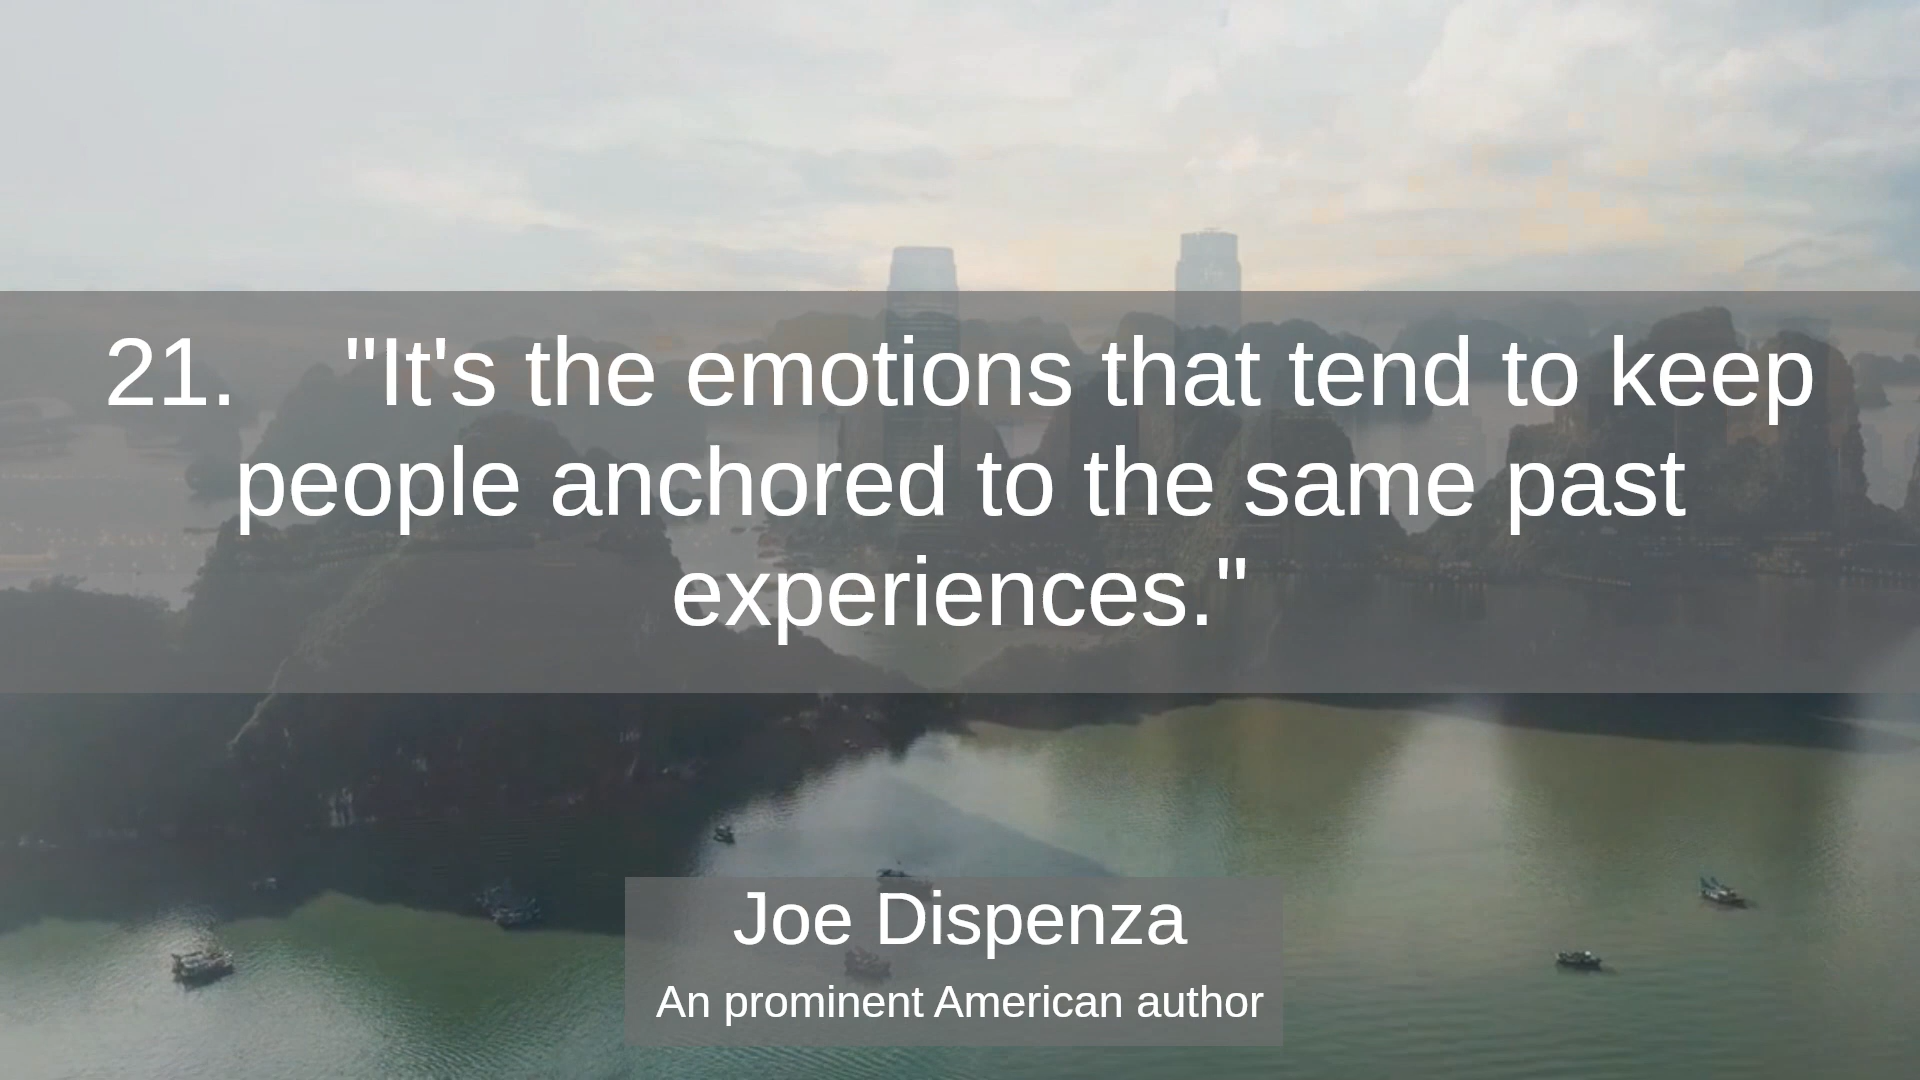 21. "It's the emotions that tend to keep
people anchored to the same past
experiences."
Joe Dispenza
An prominent American author